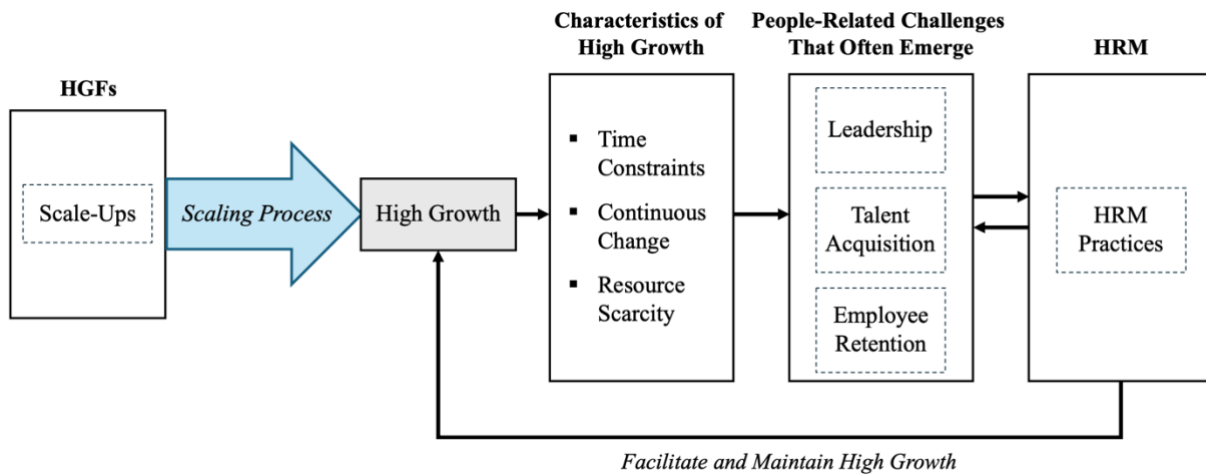 HGFs
Scale-Ups
Scaling Process
High Growth
Characteristics of
High Growth
▪ Time
Constraints
▪ Continuous
Change
▪ Resource
Scarcity
People-Related Challenges
That Often Emerge
Leadership
Talent
Acquisition
Employee
Retention
HRM
HRM
Practices
Facilitate and Maintain High Growth